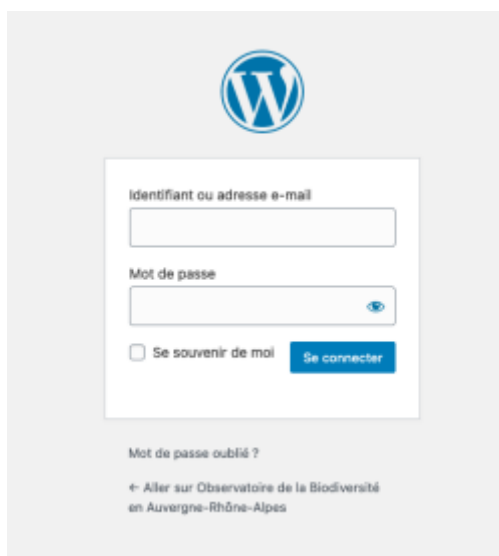 Identifiant ou adresse e-mail
Mot de passe
Se souvenir de moi
Se connecter
Mot de passe oublié ?
← Aller sur Observatoire de la Biodiversité
en Auvergne-Rhône-Alpes